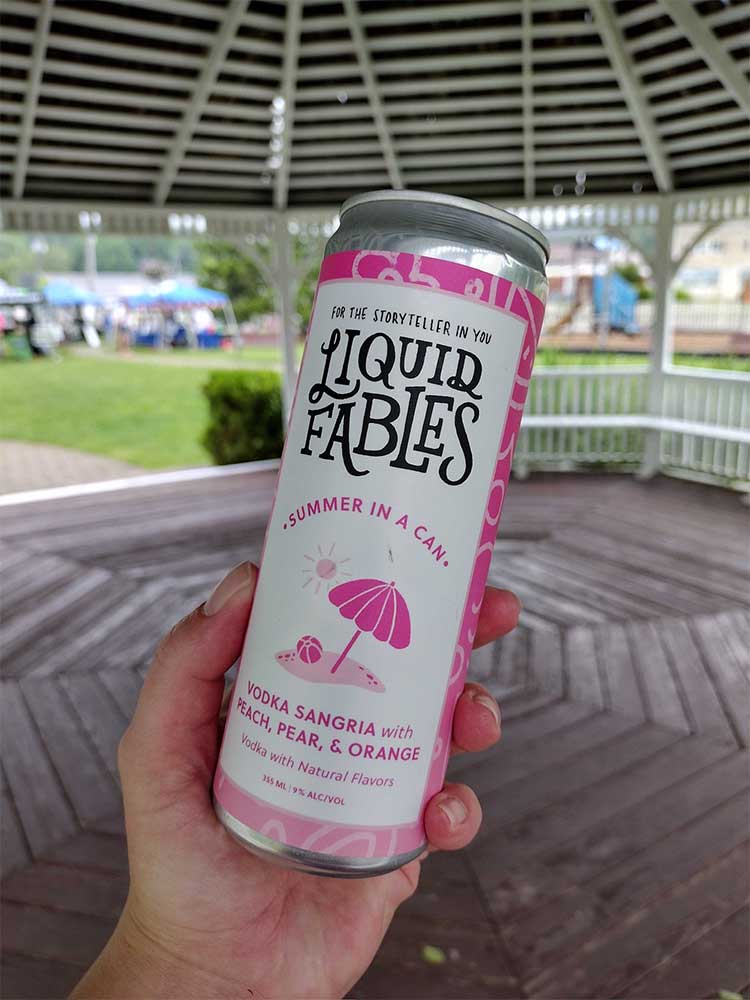 FOR THE STORYTELLER IN YOU
LIQUID
FABLES
•SUMMER IN A CAN•
VODKA SANGRIA with
PEACH, PEAR, & ORANGE
Vodka with Natural Flavors
355 ML | 9% ALC/VOL